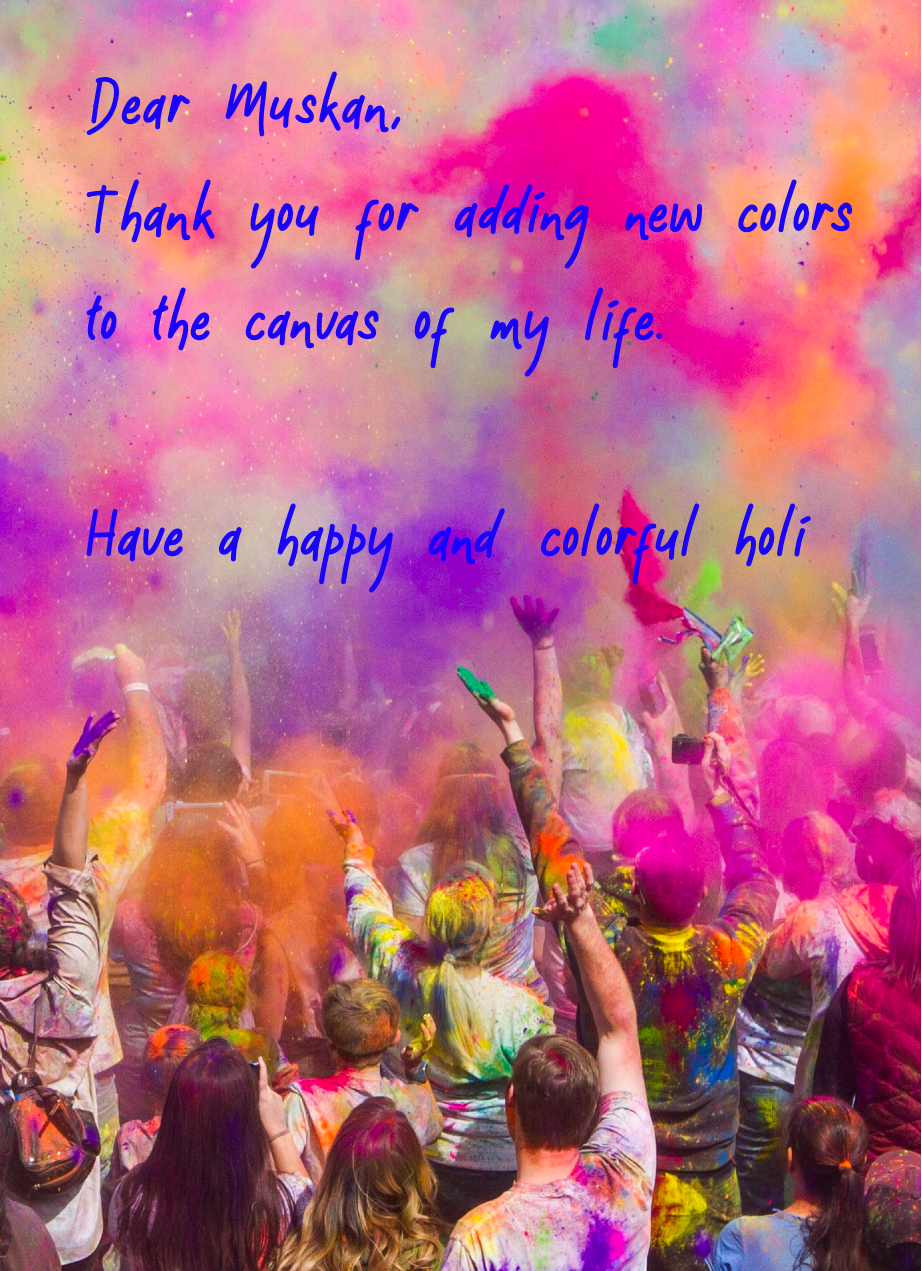 Dear Muskan,
Thank you for adding new colors
to the canvas of my life.
Have a happy and colorful holi